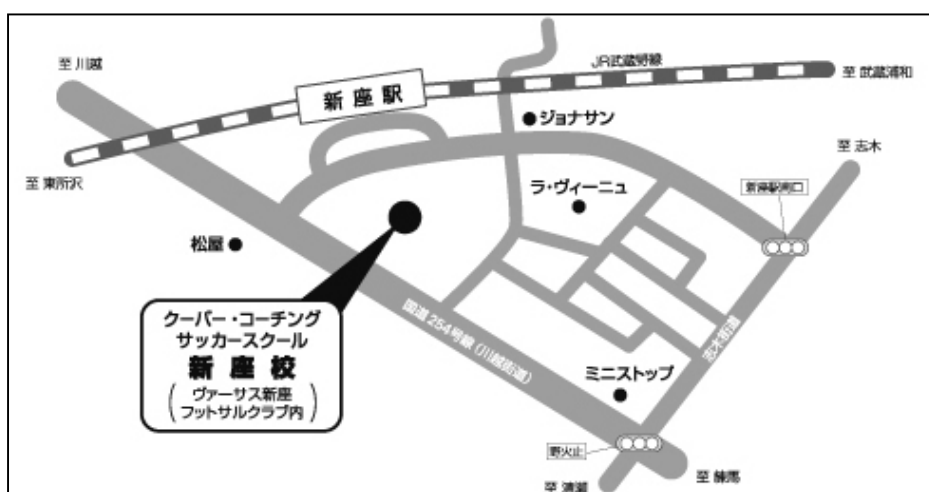 至 川越
JR武蔵野線
至 武蔵浦和
新座駅
ジョナサン
至 志木
至 東所沢
ラ・ヴィーニュ
新座駅南口
松屋
クーバー・コーチング
サッカースクール
新座校
(ヴァーサス新座
フットサルクラブ内)
国道254号線(川越街道)
志木街道
ミニストップ
野火止
至 練馬
至 清瀬